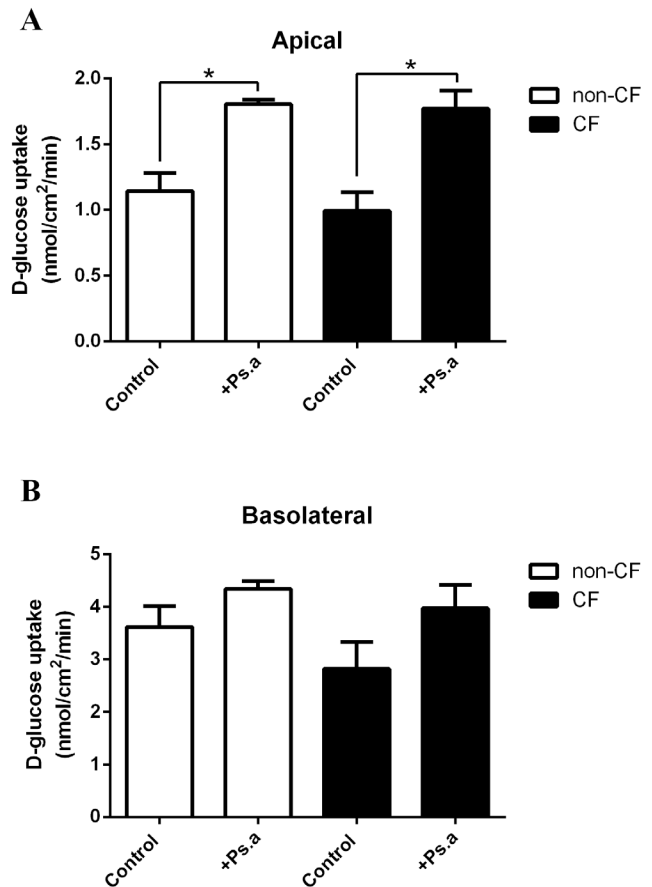 A
Apical
D-glucose uptake
(nmol/cm²/min)
2.0
1.5
1.0
0.5
0.0
*
*
non-CF
CF
Control
+Ps.a
Control
+Ps.a
B
Basolateral
D-glucose uptake
(nmol/cm²/min)
5
4
3
2
1
0
non-CF
CF
Control
+Ps.a
Control
+Ps.a